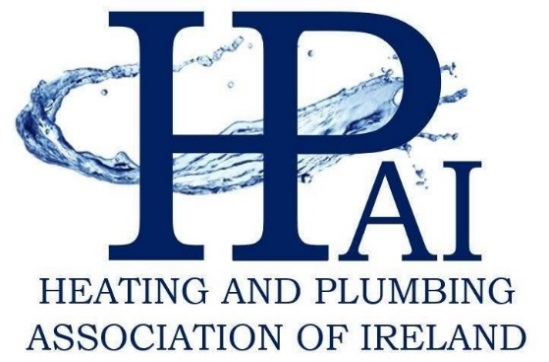 HPAI
HEATING AND PLUMBING
ASSOCIATION OF IRELAND